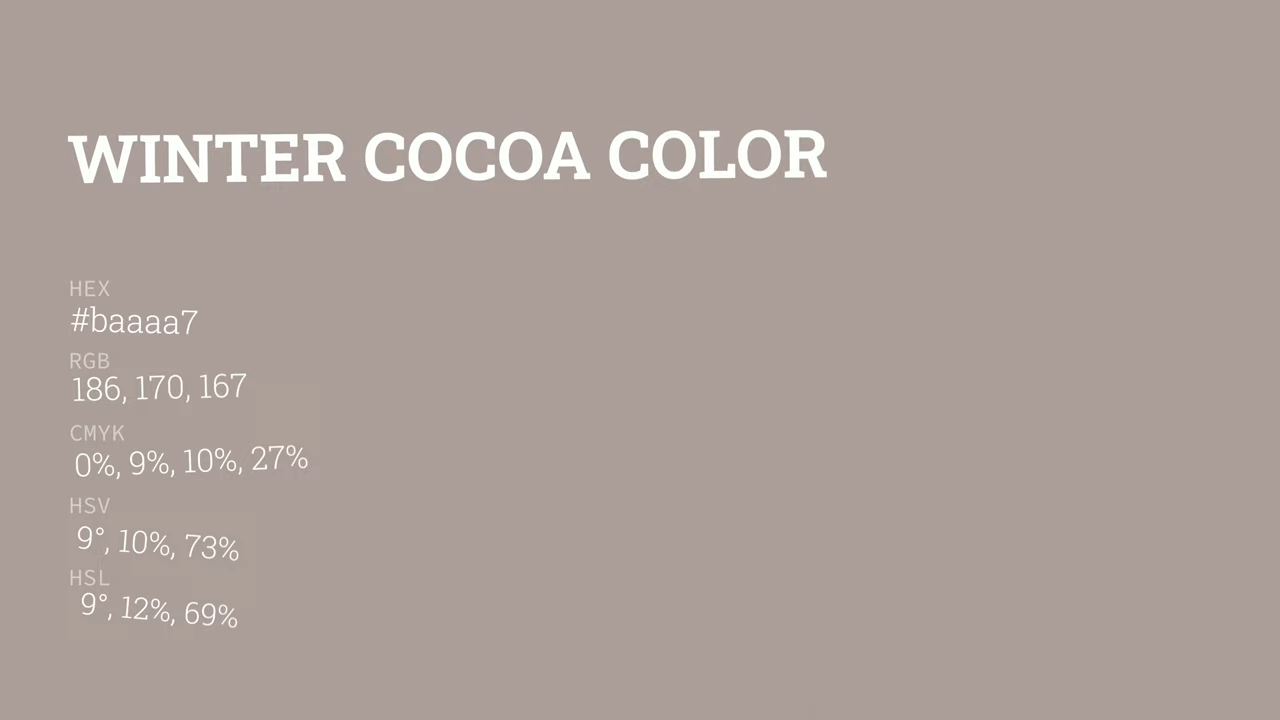 WINTER COCOA COLOR
HEX
#baaaa7
RGB
186, 170, 167
CMYK
0%, 9%, 10%, 27%
HSV
9°, 10%, 73%
HSL
9°, 12%, 69%